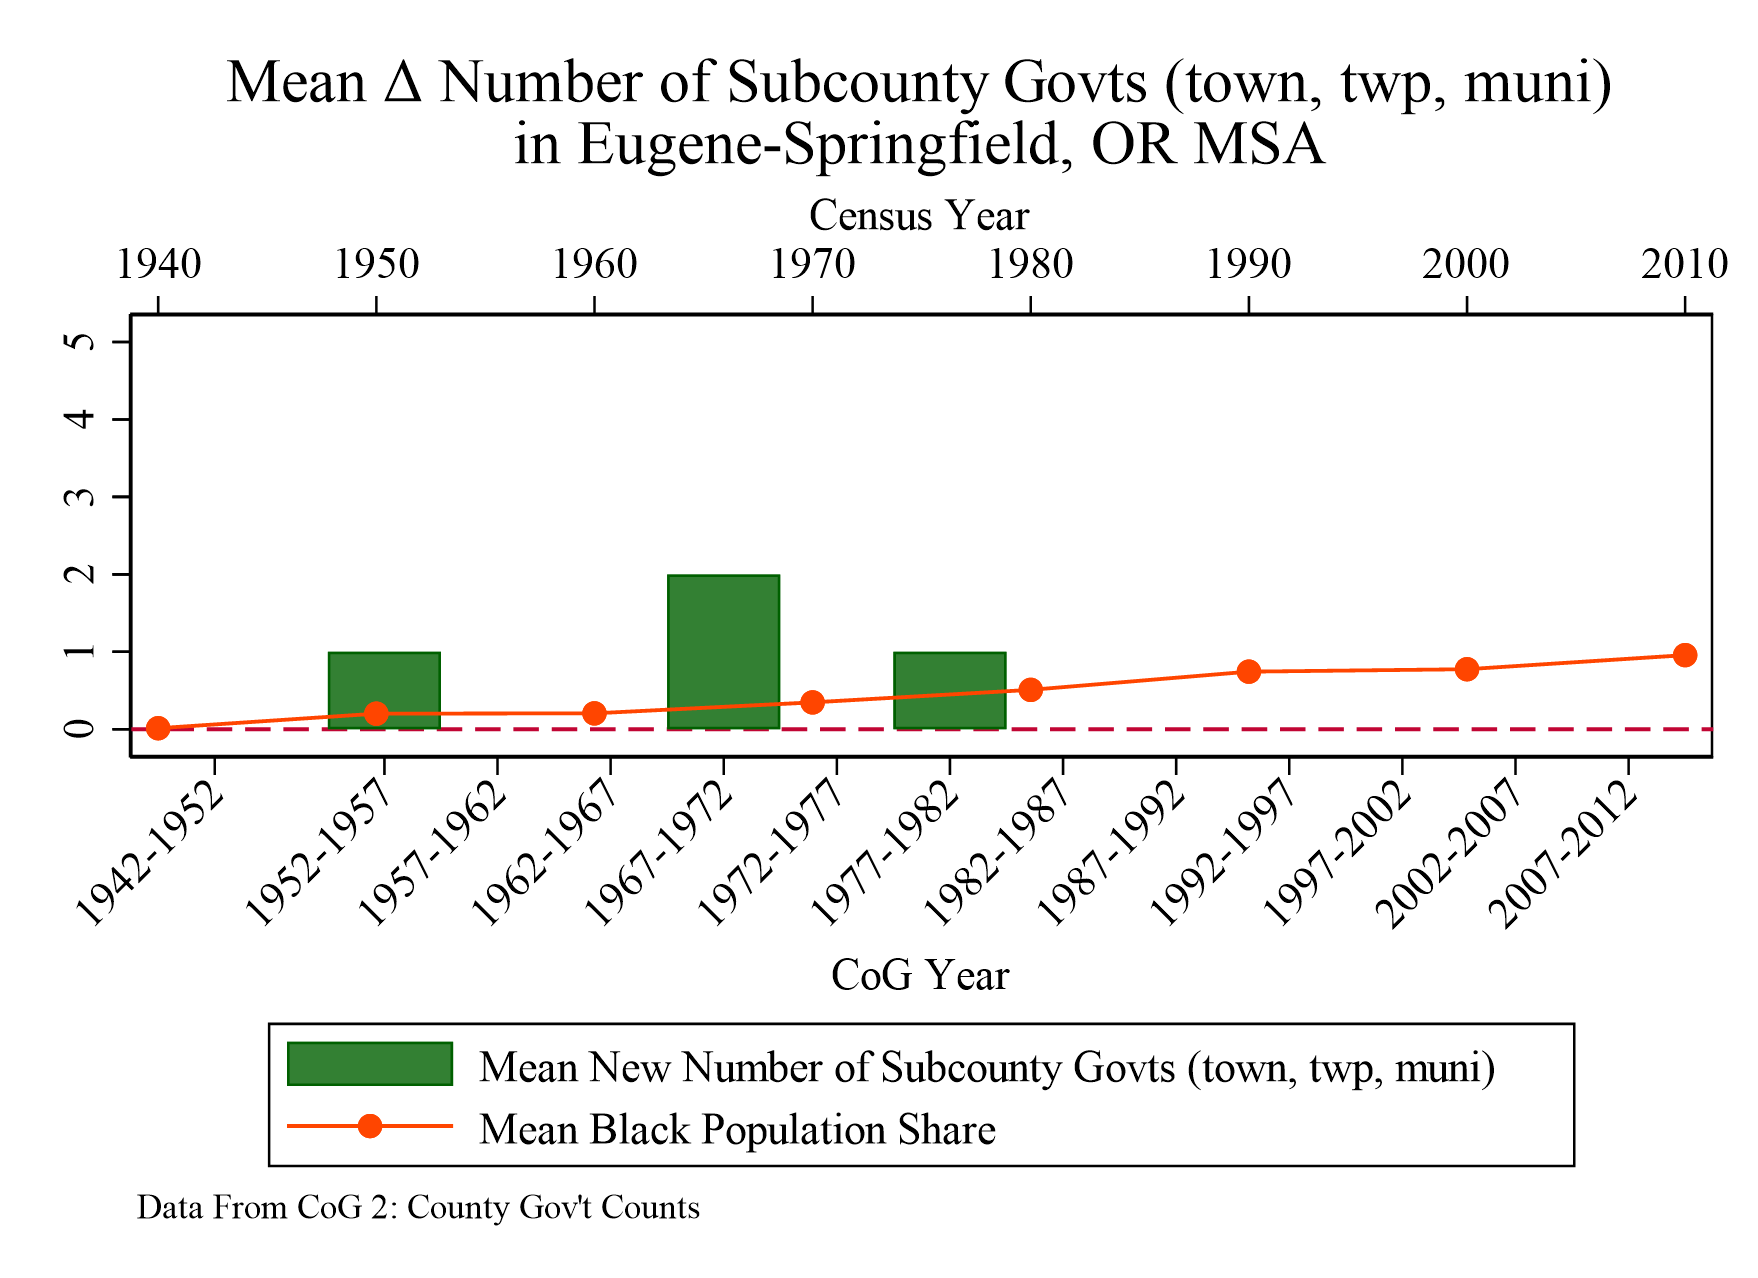 Mean Δ Number of Subcounty Govts (town, twp, muni)
in Eugene-Springfield, OR MSA
Census Year
1940 1950 1960 1970 1980 1990 2000 2010
5
4
3
2
1
0
1942-1952 1952-1957 1957-1962 1962-1967 1967-1972 1972-1977 1977-1982 1982-1987 1987-1992 1992-1997 1997-2002 2002-2007 2007-2012
CoG Year
Mean New Number of Subcounty Govts (town, twp, muni)
Mean Black Population Share
Data From CoG 2: County Gov't Counts